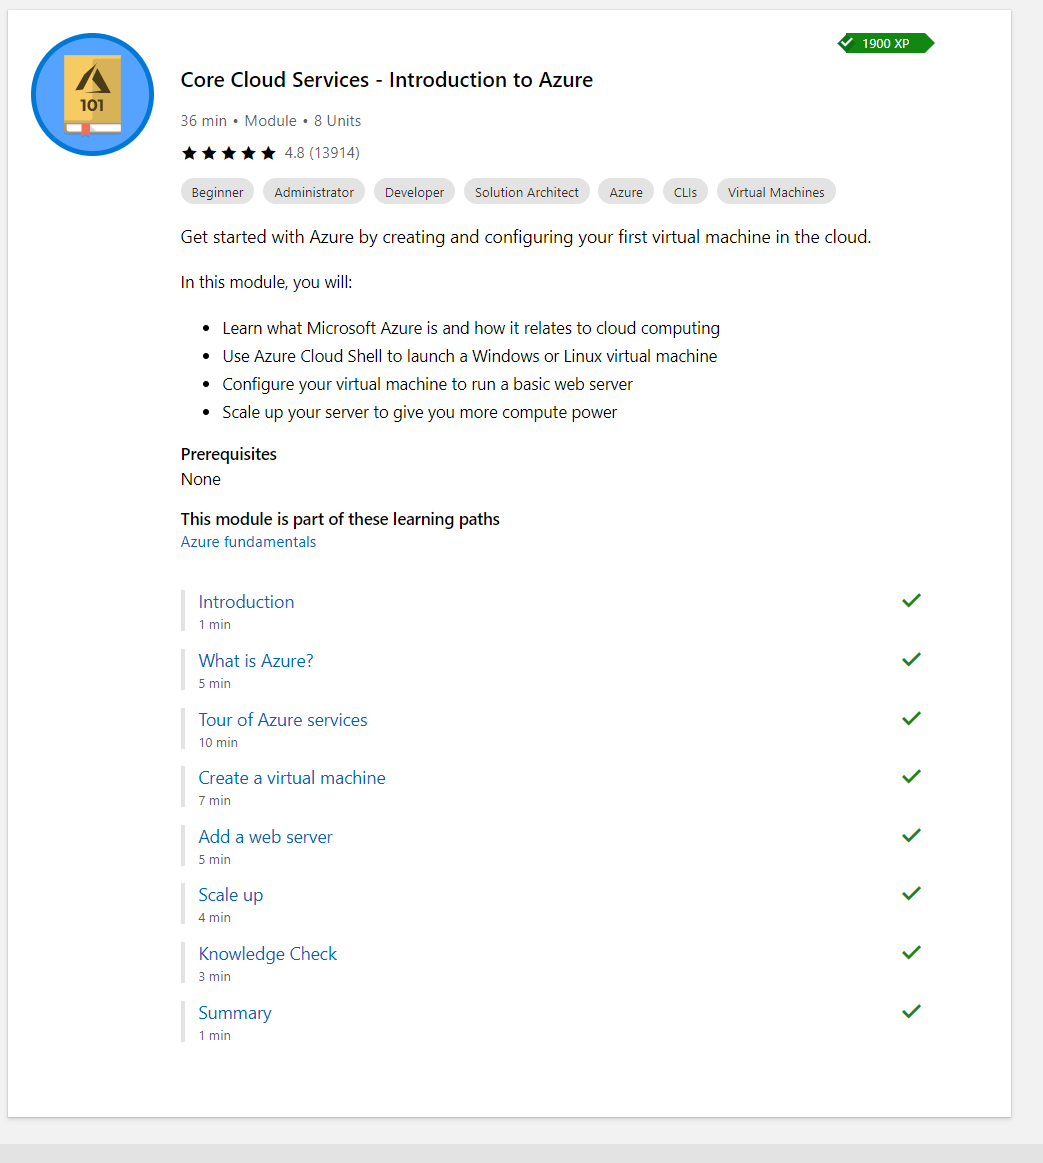 1900 XP
101
Core Cloud Services - Introduction to Azure
36 min • Module • 8 Units
4.8 (13914)
Beginner Administrator Developer Solution Architect Azure CLIs Virtual Machines
Get started with Azure by creating and configuring your first virtual machine in the cloud.
In this module, you will:
• Learn what Microsoft Azure is and how it relates to cloud computing
• Use Azure Cloud Shell to launch a Windows or Linux virtual machine
• Configure your virtual machine to run a basic web server
• Scale up your server to give you more compute power
Prerequisites
None
This module is part of these learning paths
Azure fundamentals
Introduction
1 min
What is Azure?
5 min
Tour of Azure services
10 min
Create a virtual machine
7 min
Add a web server
5 min
Scale up
4 min
Knowledge Check
3 min
Summary
1 min